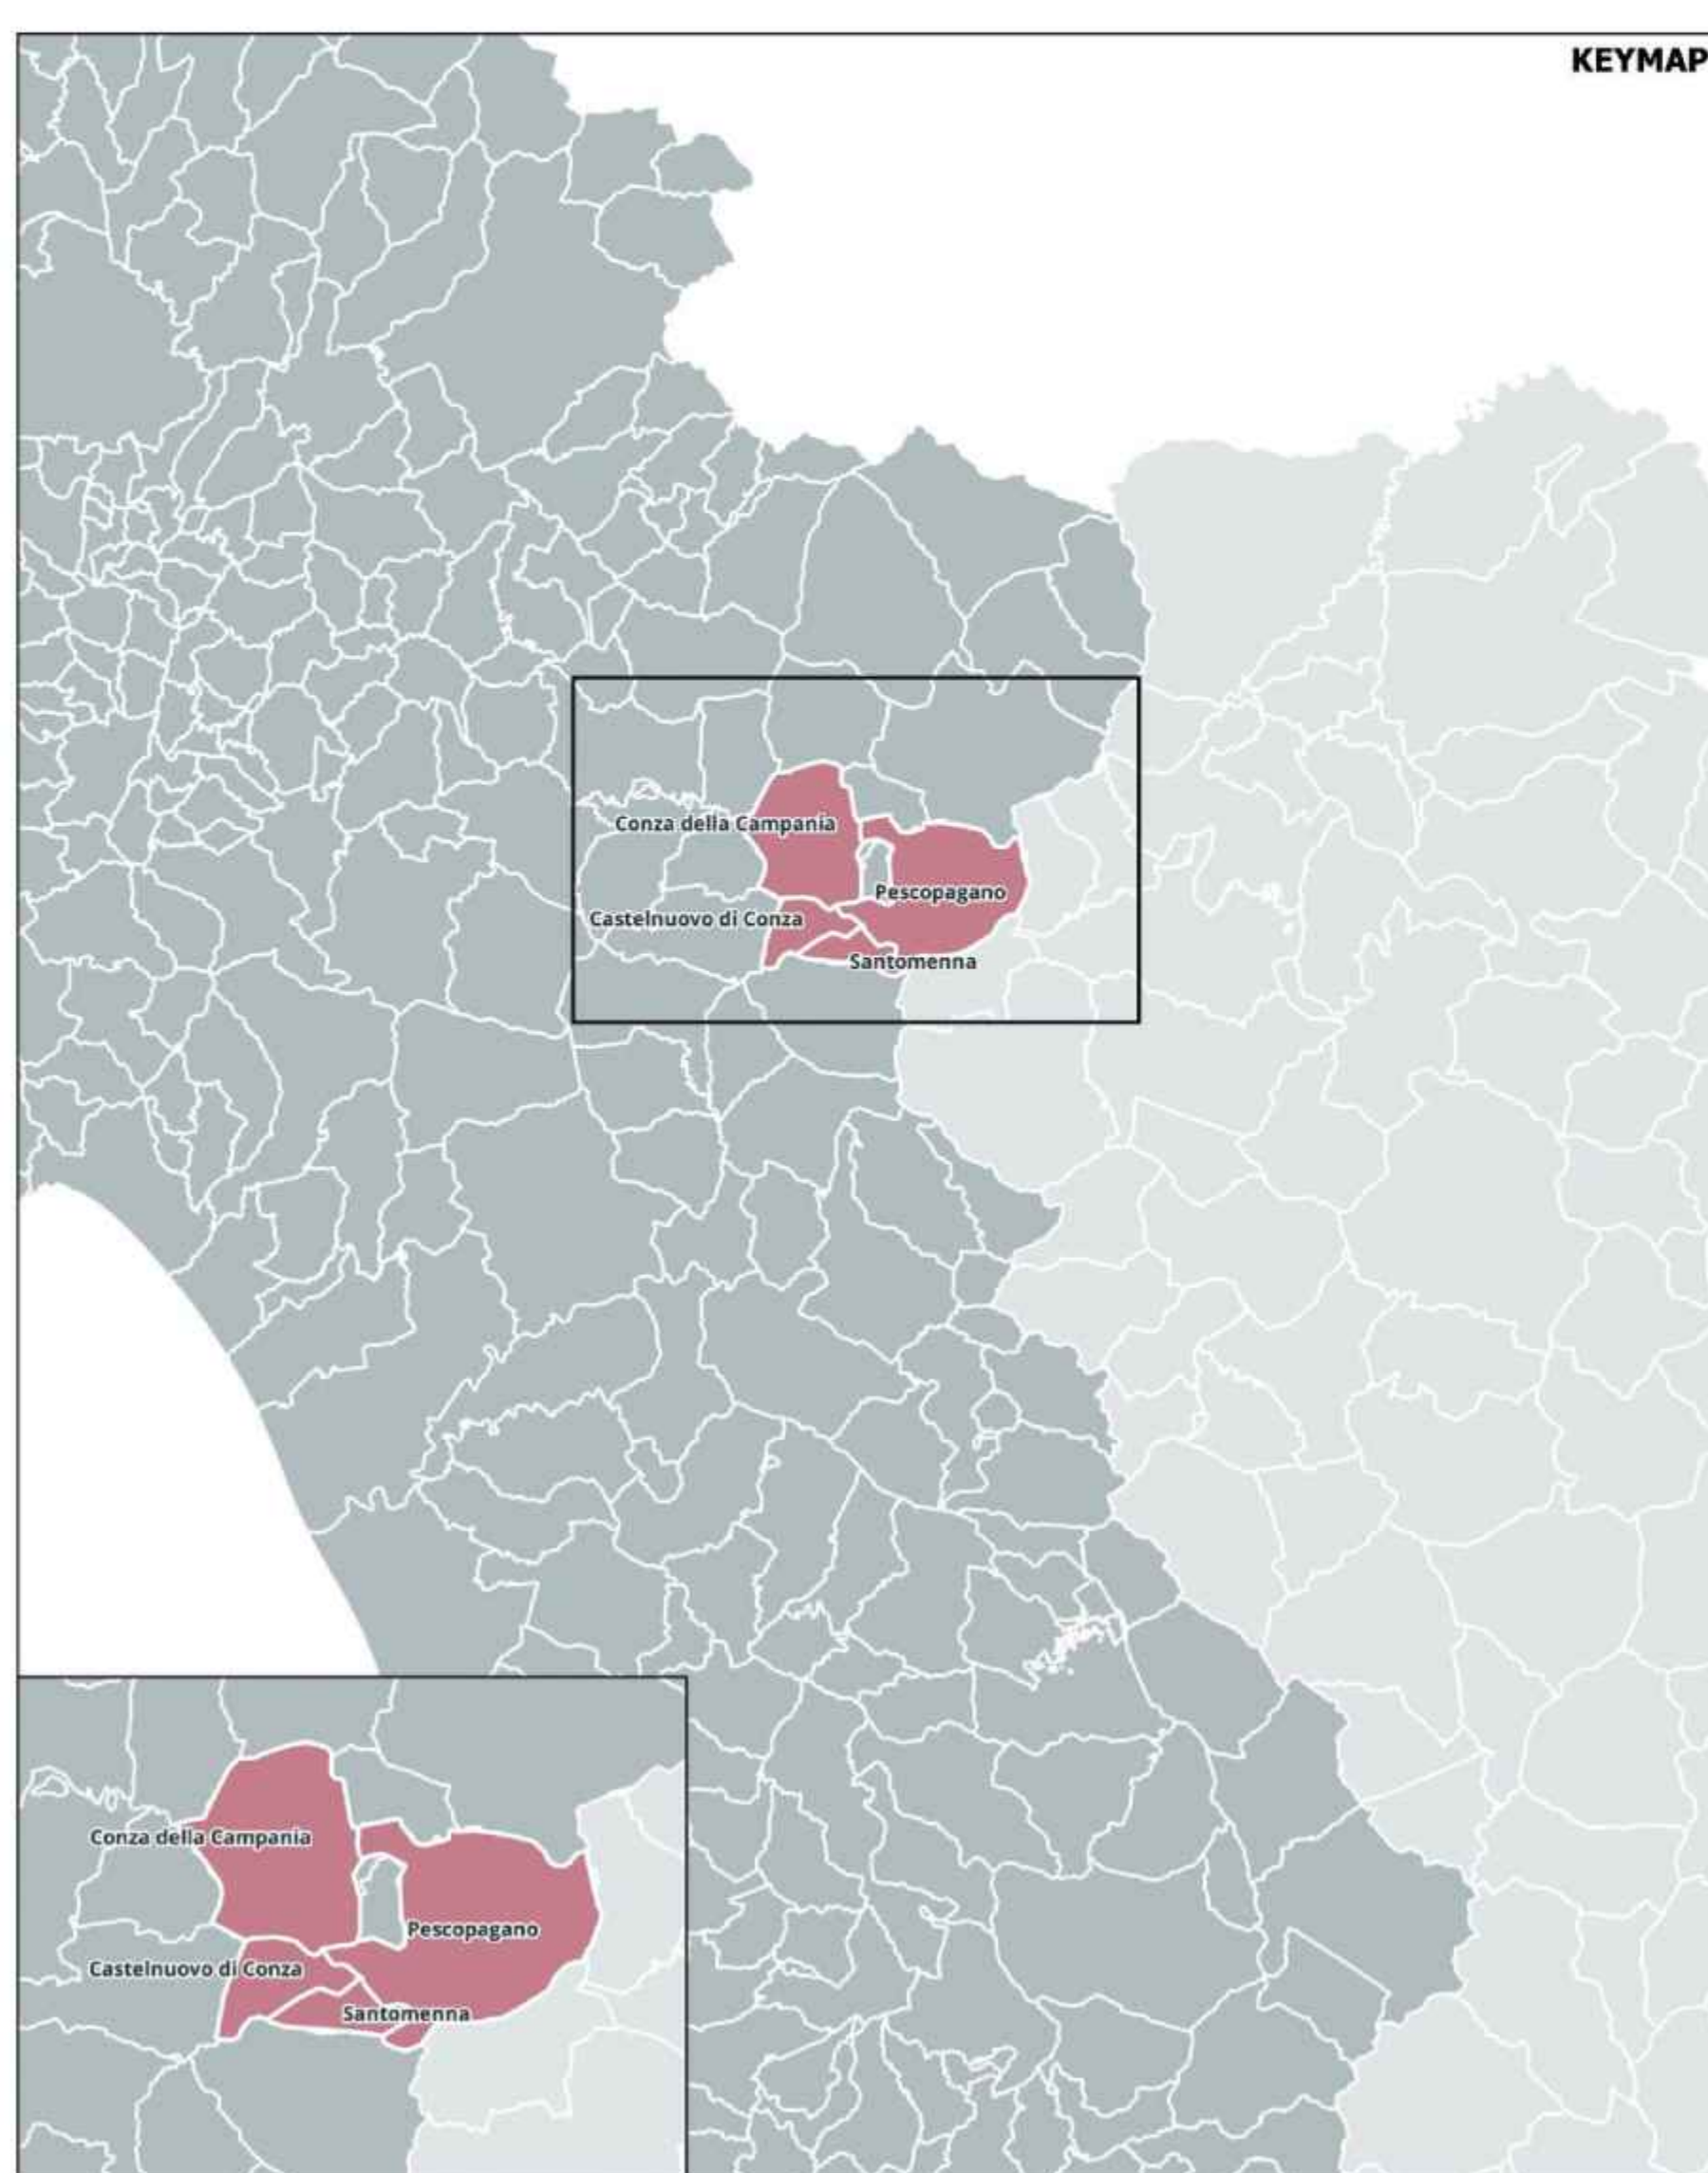 KEYMAP
Conza della Campania
Pescopagano
Castelnuovo di Conza
Santomenna
Conza della Campania
Pescopagano
Castelnuovo di Conza
Santomenna